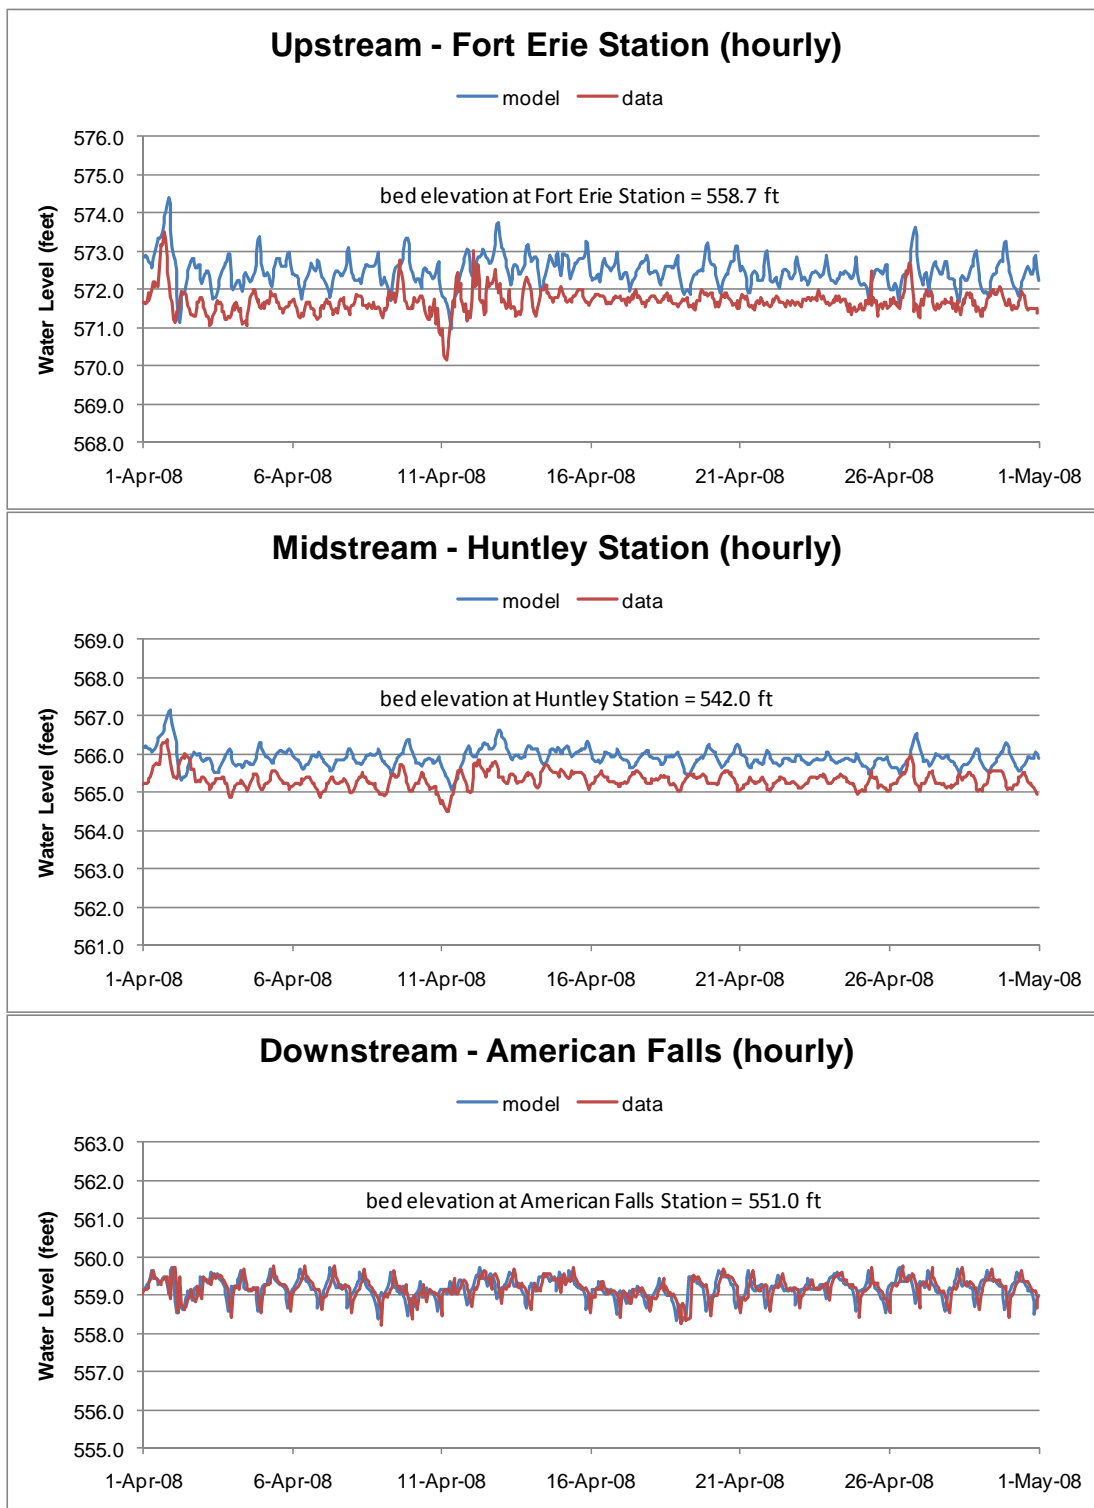 Upstream - Fort Erie Station (hourly)
model data
576.0
575.0
574.0
573.0
572.0
571.0
570.0
569.0
568.0
Water Level (feet)
bed elevation at Fort Erie Station = 558.7 ft
1-Apr-08 6-Apr-08 11-Apr-08 16-Apr-08 21-Apr-08 26-Apr-08 1-May-08
Midstream - Huntley Station (hourly)
model data
569.0
568.0
567.0
566.0
565.0
564.0
563.0
562.0
561.0
Water Level (feet)
bed elevation at Huntley Station = 542.0 ft
1-Apr-08 6-Apr-08 11-Apr-08 16-Apr-08 21-Apr-08 26-Apr-08 1-May-08
Downstream - American Falls (hourly)
model data
563.0
562.0
561.0
560.0
559.0
558.0
557.0
556.0
555.0
Water Level (feet)
bed elevation at American Falls Station = 551.0 ft
1-Apr-08 6-Apr-08 11-Apr-08 16-Apr-08 21-Apr-08 26-Apr-08 1-May-08